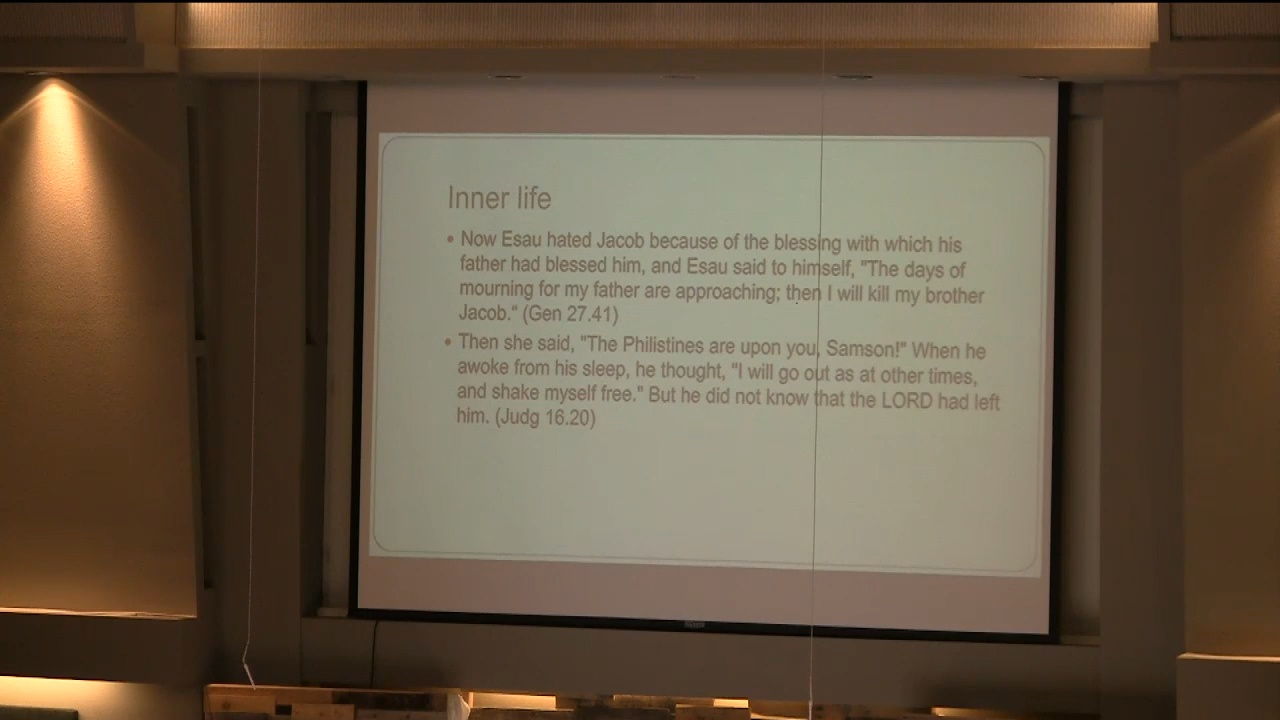 Inner life
• Now Esau hated Jacob because of the blessing with which his
father had blessed him, and Esau said to himself, "The days of
mourning for my father are approaching; then I will kill my brother
Jacob." (Gen 27.41)
• Then she said, "The Philistines are upon you, Samson!" When he
awoke from his sleep, he thought, "I will go out as at other times,
and shake myself free." But he did not know that the LORD had left
him. (Judg 16.20)